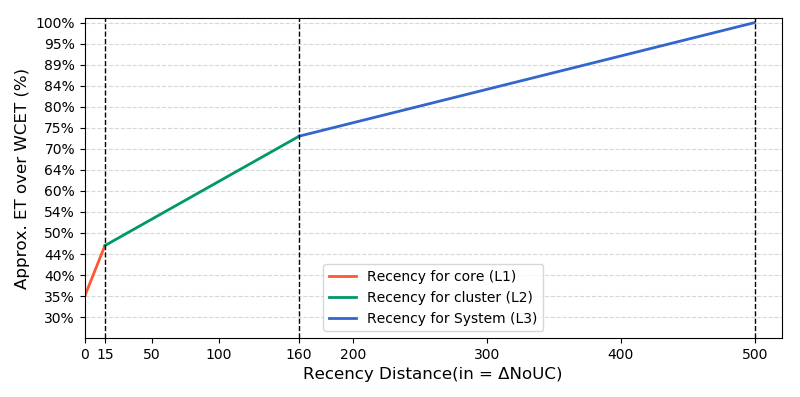 100%
95%
89%
84%
80%
75%
70%
64%
60%
54%
50%
44%
40%
35%
30%
Approx. ET over WCET (%)
Recency for core (L1)
Recency for cluster (L2)
Recency for System (L3)
0 15 50 100 160 200 300 400 500
Recency Distance(in = ΔNoUC)